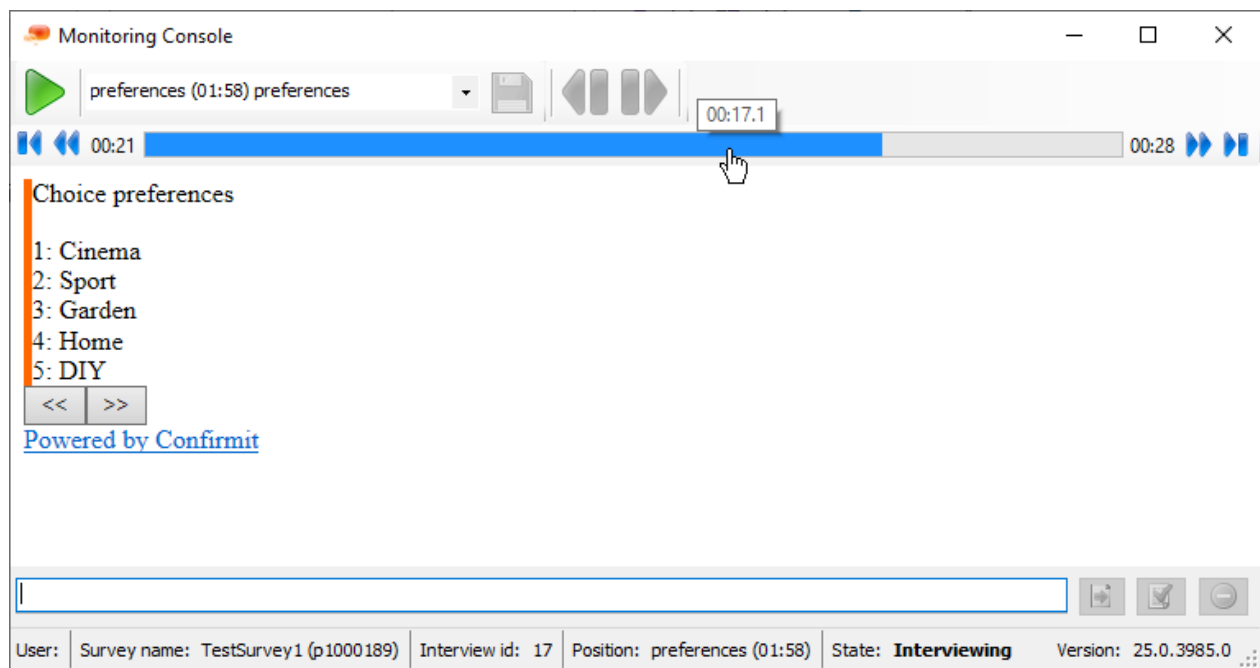 Monitoring Console
preferences (01:58) preferences
00:17.1
00:21
00:28
Choice preferences
1: Cinema
2: Sport
3: Garden
4: Home
5: DIY
<< >>
Powered by Confirmit
User: Survey name: TestSurvey1 (p1000189) Interview id: 17 Position: preferences (01:58) State: Interviewing Version: 25.0.3985.0